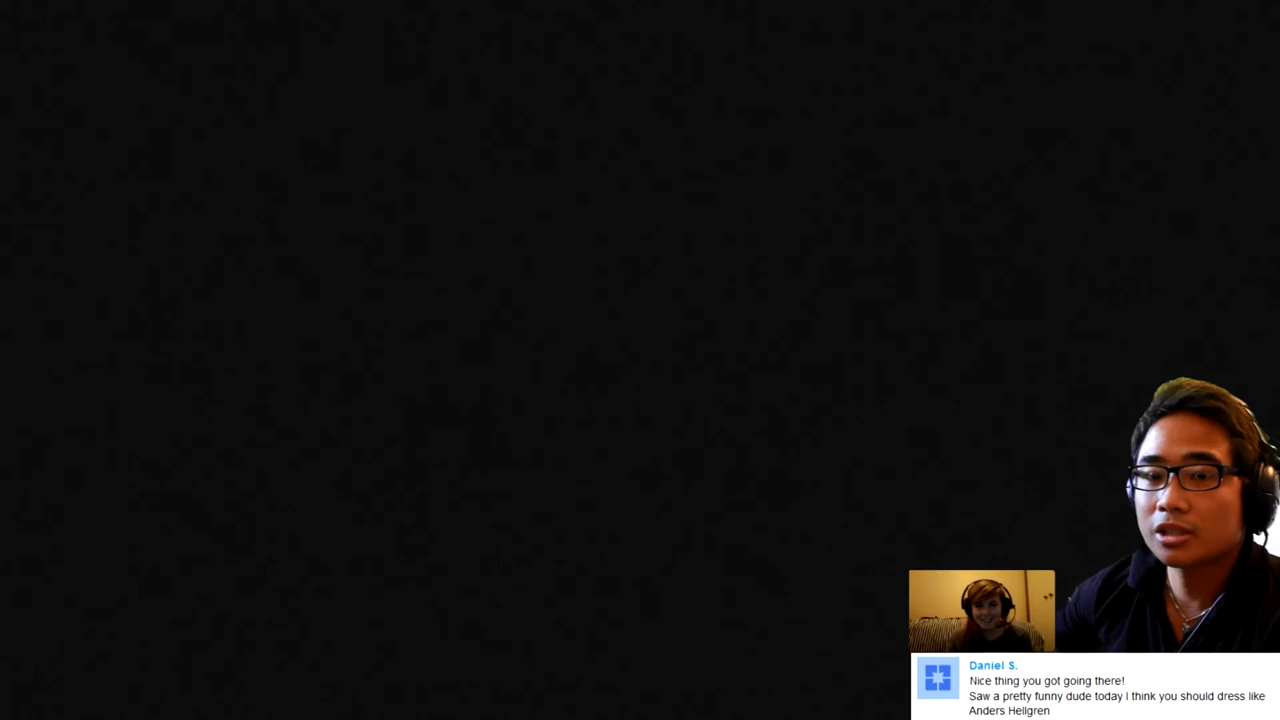 Daniel S.
Nice thing you got going there!
Saw a pretty funny dude today I think you should dress like
Anders Hellgren